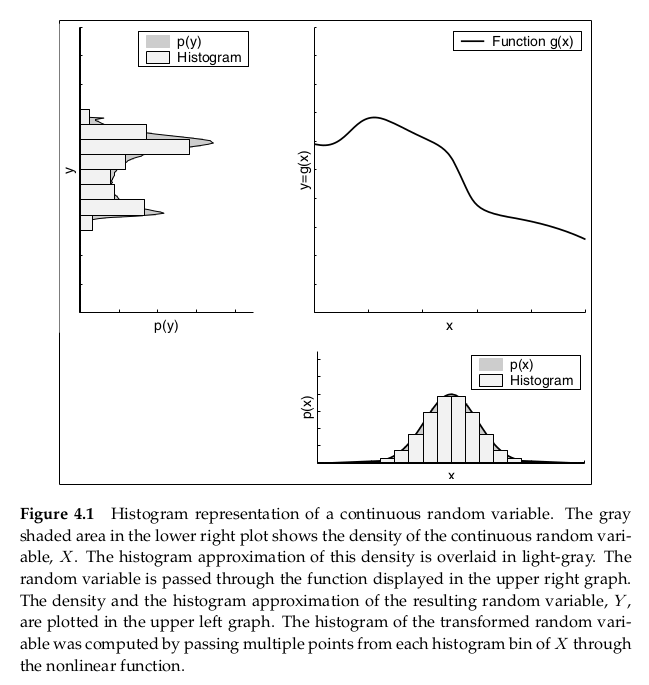 p(y)
Histogram
y
p(y)
Function g(x)
y=g(x)
x
p(x)
Histogram
p(x)
x
Figure 4.1 Histogram representation of a continuous random variable. The gray
shaded area in the lower right plot shows the density of the continuous random vari-
able, X. The histogram approximation of this density is overlaid in light-gray. The
random variable is passed through the function displayed in the upper right graph.
The density and the histogram approximation of the resulting random variable, Y,
are plotted in the upper left graph. The histogram of the transformed random vari-
able was computed by passing multiple points from each histogram bin of X through
the nonlinear function.